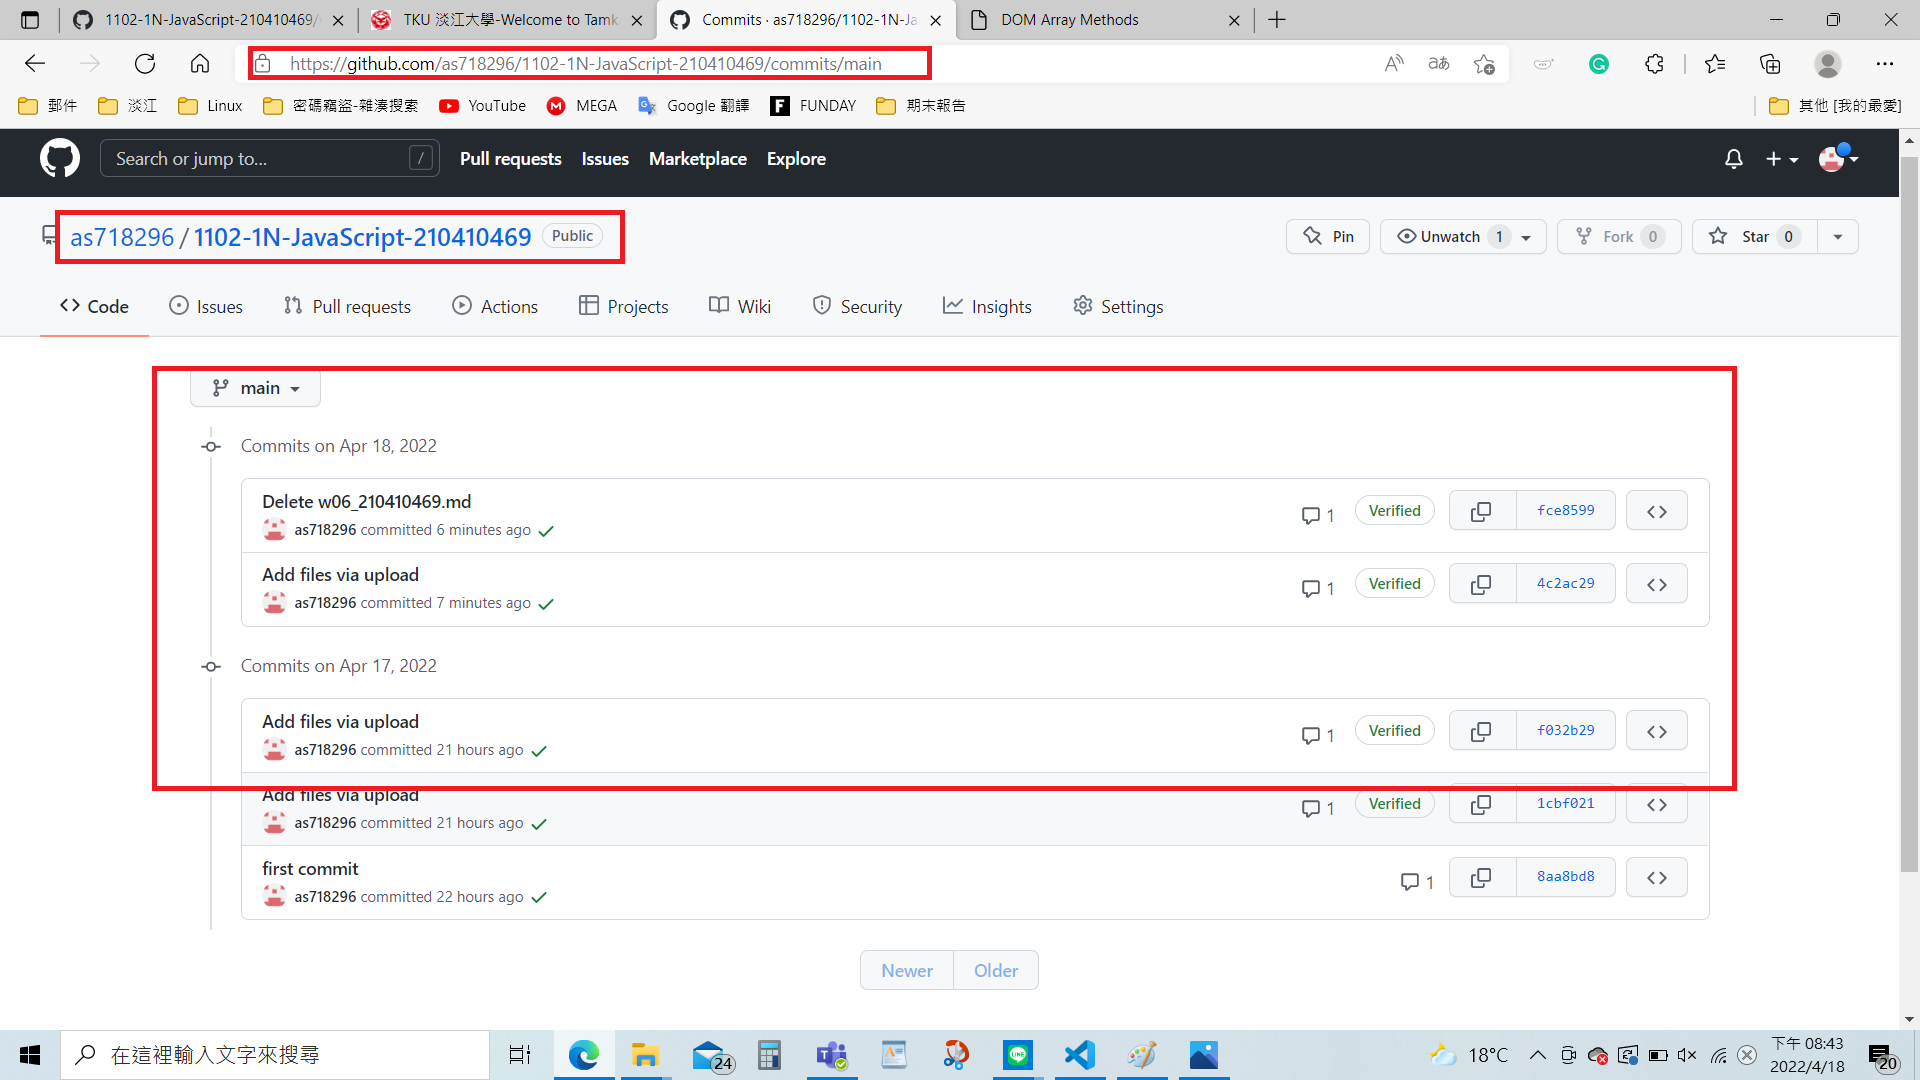 1102-1N-JavaScript-210410469/
TKU 淡江大學-Welcome to Tamk
Commits · as718296/1102-1N-Ja
DOM Array Methods
https://github.com/as718296/1102-1N-JavaScript-210410469/commits/main
郵件
淡江
Linux
密碼竊盜-雜湊搜索
YouTube
MEGA
Google 翻譯
FUNDAY
期末報告
其他 [我的最愛]
Search or jump to...
/
Pull requests
Issues
Marketplace
Explore
as718296 / 1102-1N-JavaScript-210410469
Public
Pin
Unwatch 1
Fork 0
Star 0
Code
Issues
Pull requests
Actions
Projects
Wiki
Security
Insights
Settings
main
Commits on Apr 18, 2022
Delete w06_210410469.md
as718296 committed 6 minutes ago
1
Verified
fce8599
Add files via upload
as718296 committed 7 minutes ago
1
Verified
4c2ac29
Commits on Apr 17, 2022
Add files via upload
as718296 committed 21 hours ago
1
Verified
f032b29
Add files via upload
as718296 committed 21 hours ago
1
Verified
1cbf021
first commit
as718296 committed 22 hours ago
1
8aa8bd8
Newer
Older
在這裡輸入文字來搜尋
24
18°C
下午 08:43
2022/4/18
20